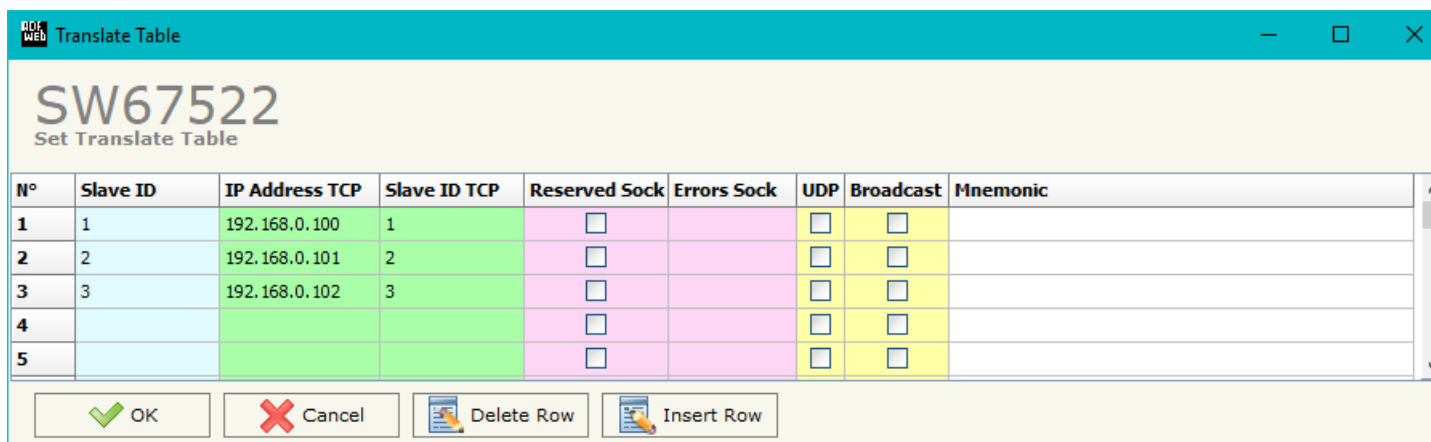 ADF WEB Translate Table
SW67522
Set Translate Table
N° Slave ID IP Address TCP Slave ID TCP Reserved Sock Errors Sock UDP Broadcast Mnemonic
1 1 192.168.0.100 1
2 2 192.168.0.101 2
3 3 192.168.0.102 3
4
5
OK Cancel Delete Row Insert Row